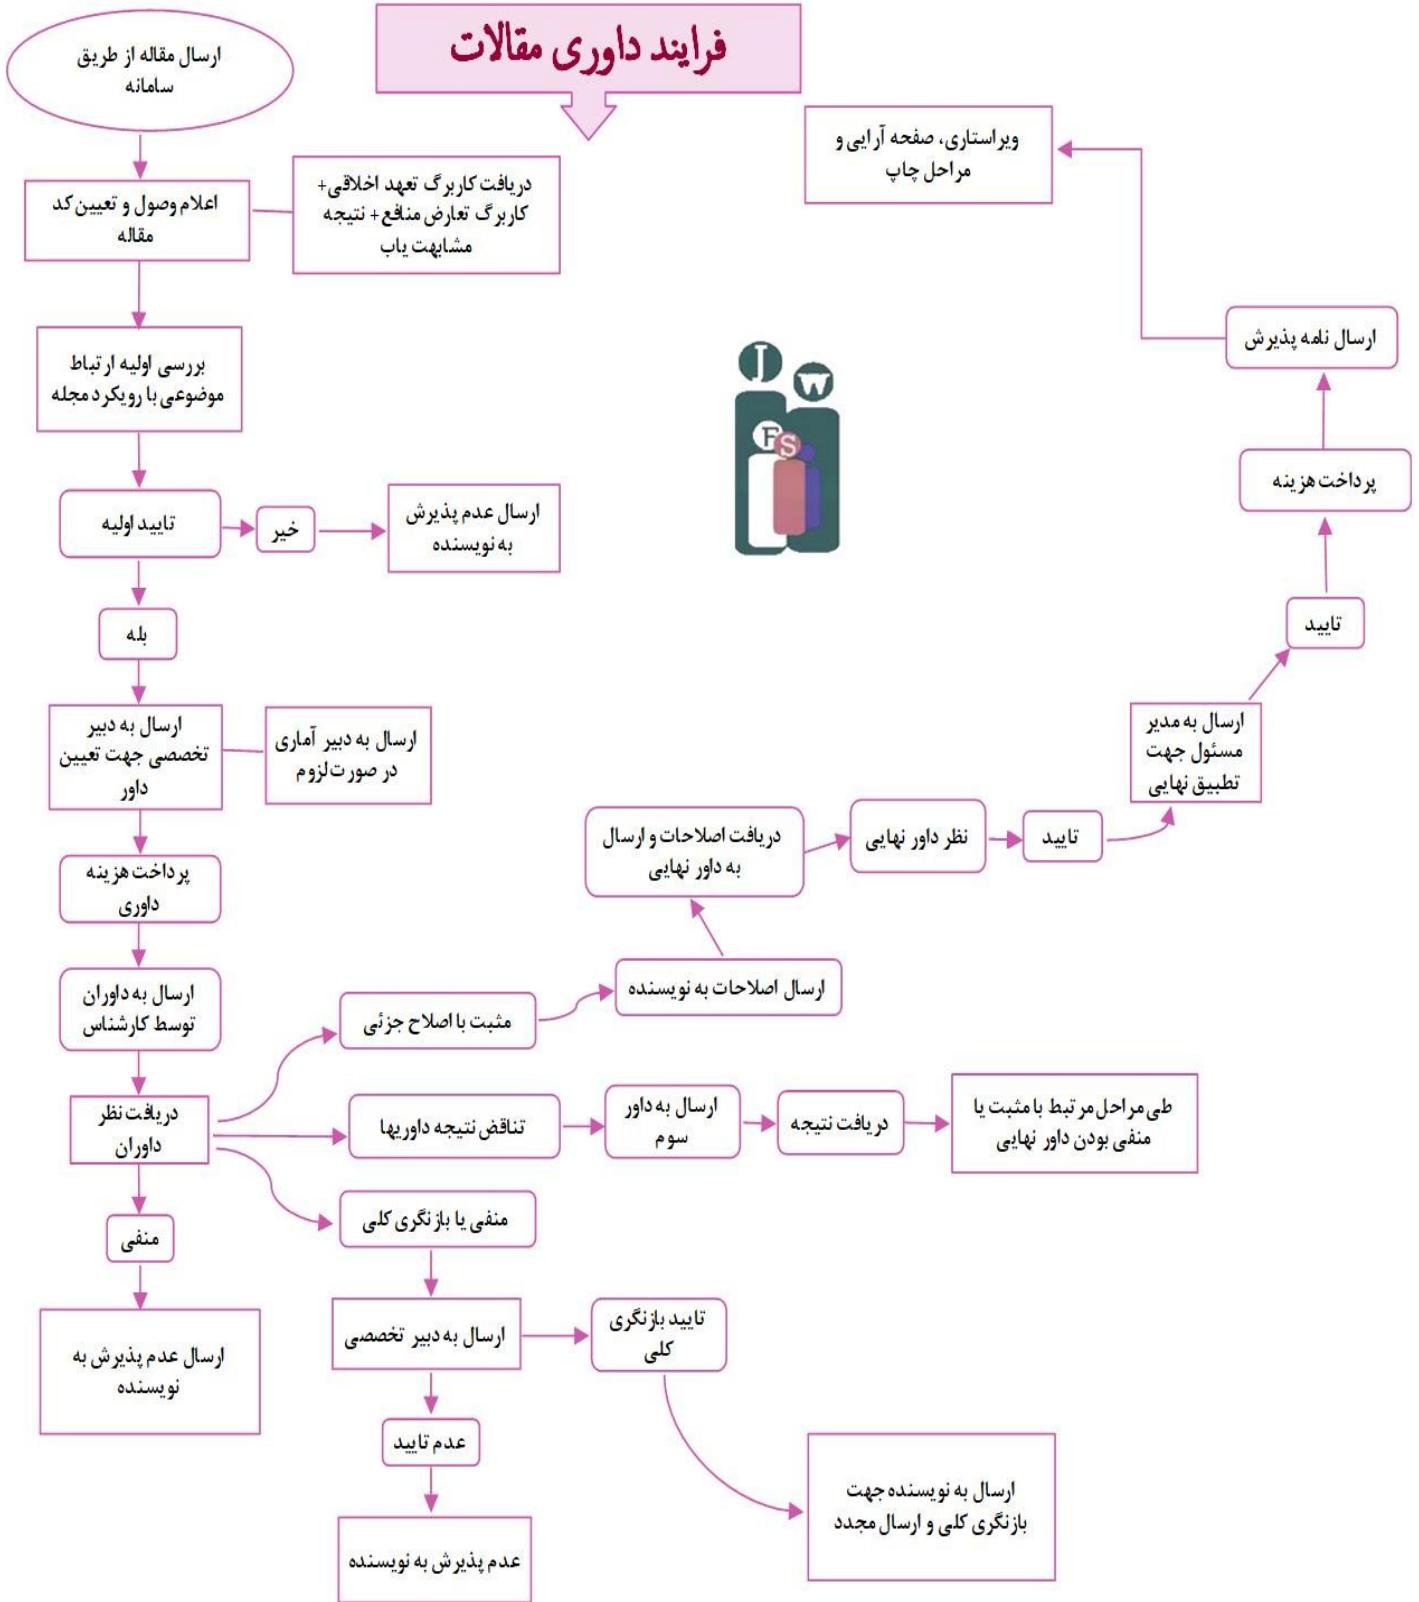 فرایند داوری مقالات
ارسال مقاله از طریق
سامانه
اعلام وصول و تعیین کد
مقاله
دریافت کاربرگ تعهد اخلاقی+
کاربرگ تعارض منافع+ نتیجه
مشابهت یاب
بررسی اولیه ارتباط
موضوعی با رویکرد مجله
تایید اولیه
خیر
ارسال عدم پذیرش
به نویسنده
بله
ارسال به دبیر
تخصصی جهت تعیین
داور
ارسال به دبیر آماری
در صورت لزوم
پرداخت هزینه
داوری
ارسال به داوران
توسط کارشناس
دریافت نظر
داوران
منفی
ارسال عدم پذیرش به
نویسنده
مثبت با اصلاح جزئی
ارسال اصلاحات به نویسنده
دریافت اصلاحات و ارسال
به داور نهایی
نظر داور نهایی
تایید
ارسال به مدیر
مسئول جهت
تطبیق نهایی
تایید
پرداخت هزینه
ارسال نامه پذیرش
ویراستاری، صفحه آرایی و
مراحل چاپ
تناقض نتیجه داوریها
ارسال به داور
سوم
دریافت نتیجه
طی مراحل مرتبط با مثبت یا
منفی بودن داور نهایی
منفی یا بازنگری کلی
ارسال به دبیر تخصصی
تایید بازنگری
کلی
ارسال به نویسنده جهت
بازنگری کلی و ارسال مجدد
عدم تایید
عدم پذیرش به نویسنده
J W
F S